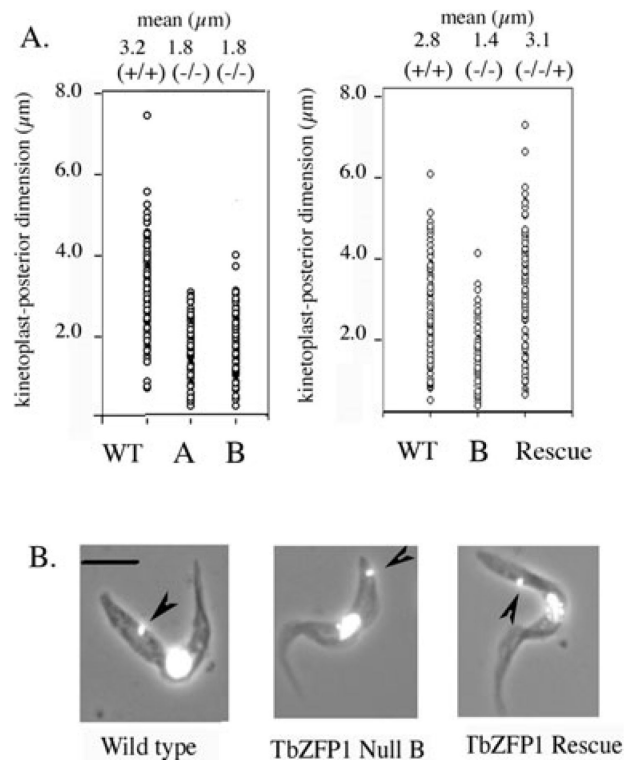 A.
mean (µm)
3.2 1.8 1.8
(+/+) (-/-) (-/-)
kinetoplast-posterior dimension (µm)
8.0
6.0
4.0
2.0
WT A B
mean (µm)
2.8 1.4 3.1
(+/+) (-/-) (-/-/+)
kinetoplast-posterior dimension (µm)
8.0
6.0
4.0
2.0
WT B Rescue
B.
Wild type
TbZFP1 Null B
TbZFP1 Rescue